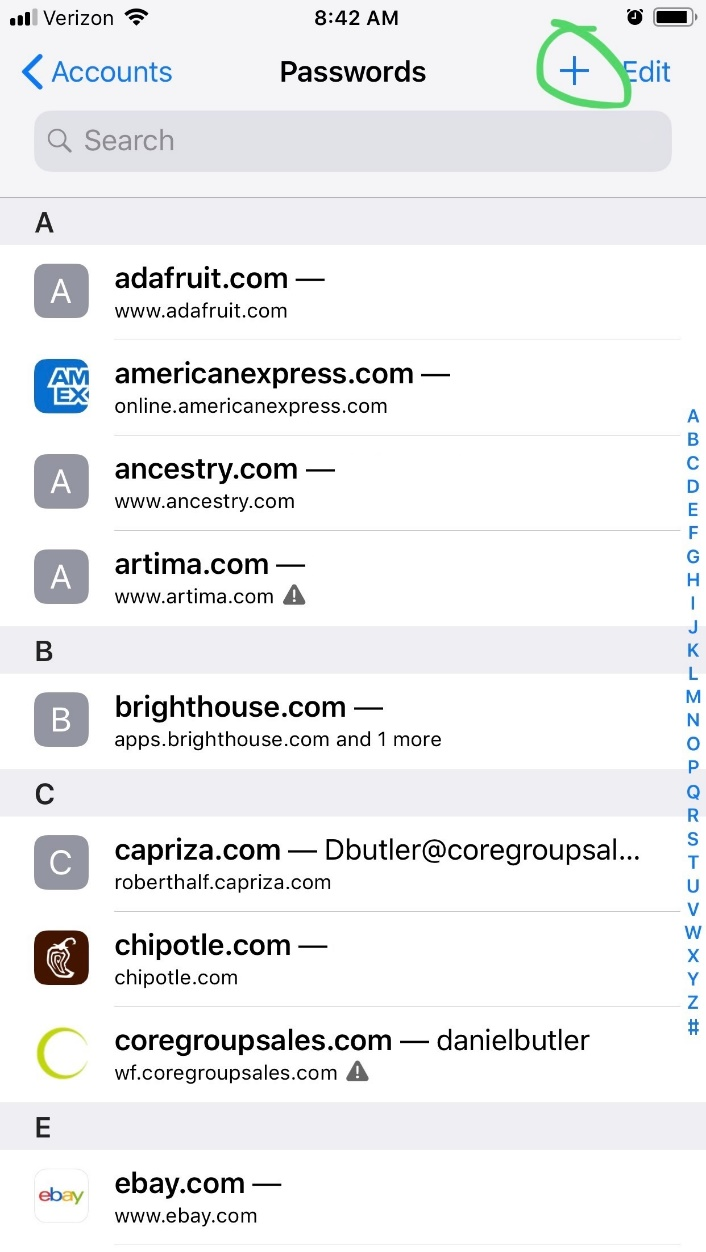 Verizon 8:42 AM
Accounts Passwords + Edit
Search
A
A adafruit.com —
www.adafruit.com
AM EX americanexpress.com —
online.americanexpress.com
A ancestry.com —
www.ancestry.com
A artima.com —
www.artima.com
B
B brighthouse.com —
apps.brighthouse.com and 1 more
C
C capriza.com — Dbutler@coregroupsal...
roberthalf.capriza.com
chipotle.com —
chipotle.com
coregroupsales.com — danielbutler
wf.coregroupsales.com
E
ebay ebay.com —
www.ebay.com
A
B
C
D
E
F
G
H
I
J
K
L
M
N
O
P
Q
R
S
T
U
V
W
X
Y
Z
#